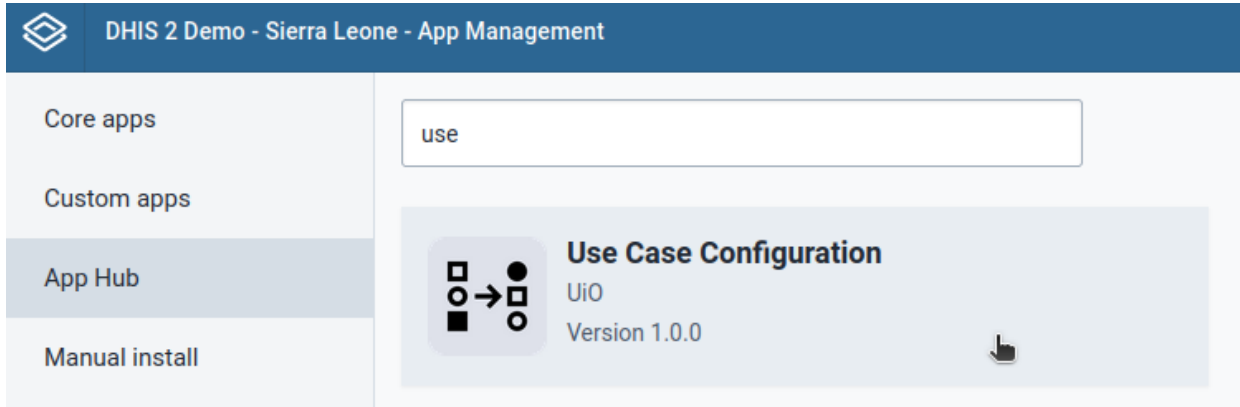 DHIS 2 Demo - Sierra Leone - App Management
Core apps
Custom apps
App Hub
Manual install
use
Use Case Configuration
UiO
Version 1.0.0